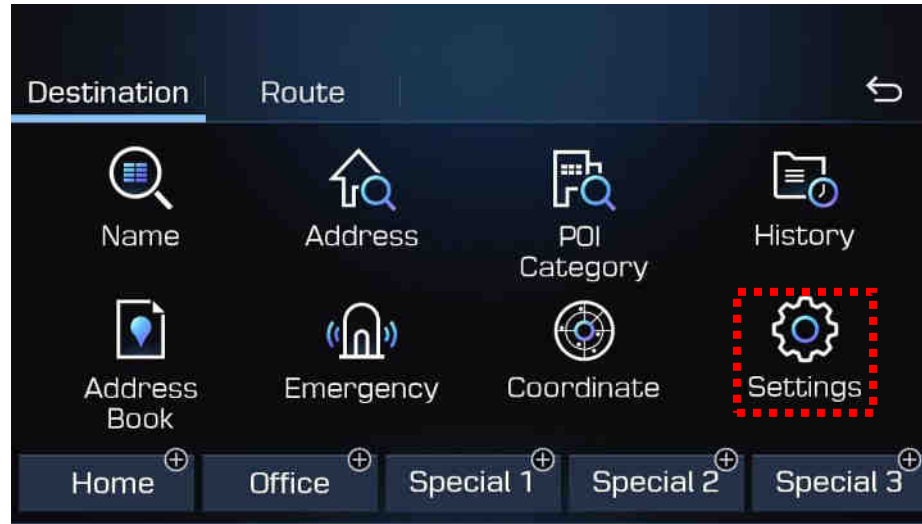 Destination Route
Name Address POI Category History
Address Book Emergency Coordinate Settings
Home Office Special 1 Special 2 Special 3